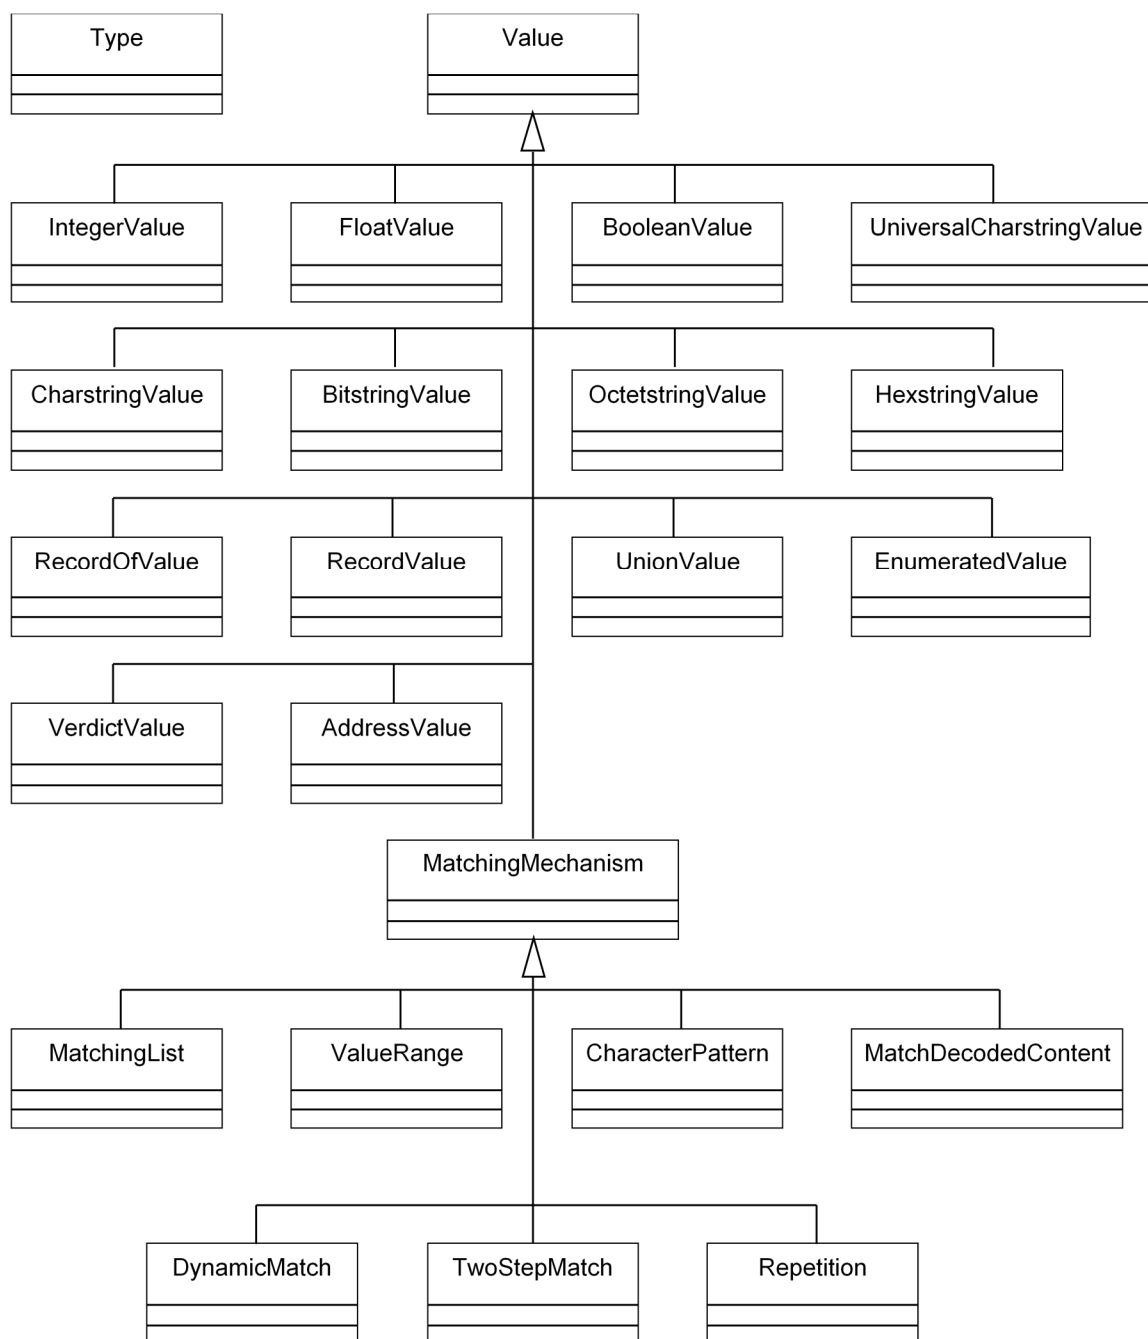 Type
Value
IntegerValue
FloatValue
BooleanValue
UniversalCharstringValue
CharstringValue
BitstringValue
OctetstringValue
HexstringValue
RecordOfValue
RecordValue
UnionValue
EnumeratedValue
VerdictValue
AddressValue
MatchingMechanism
MatchingList
ValueRange
CharacterPattern
MatchDecodedContent
DynamicMatch
TwoStepMatch
Repetition